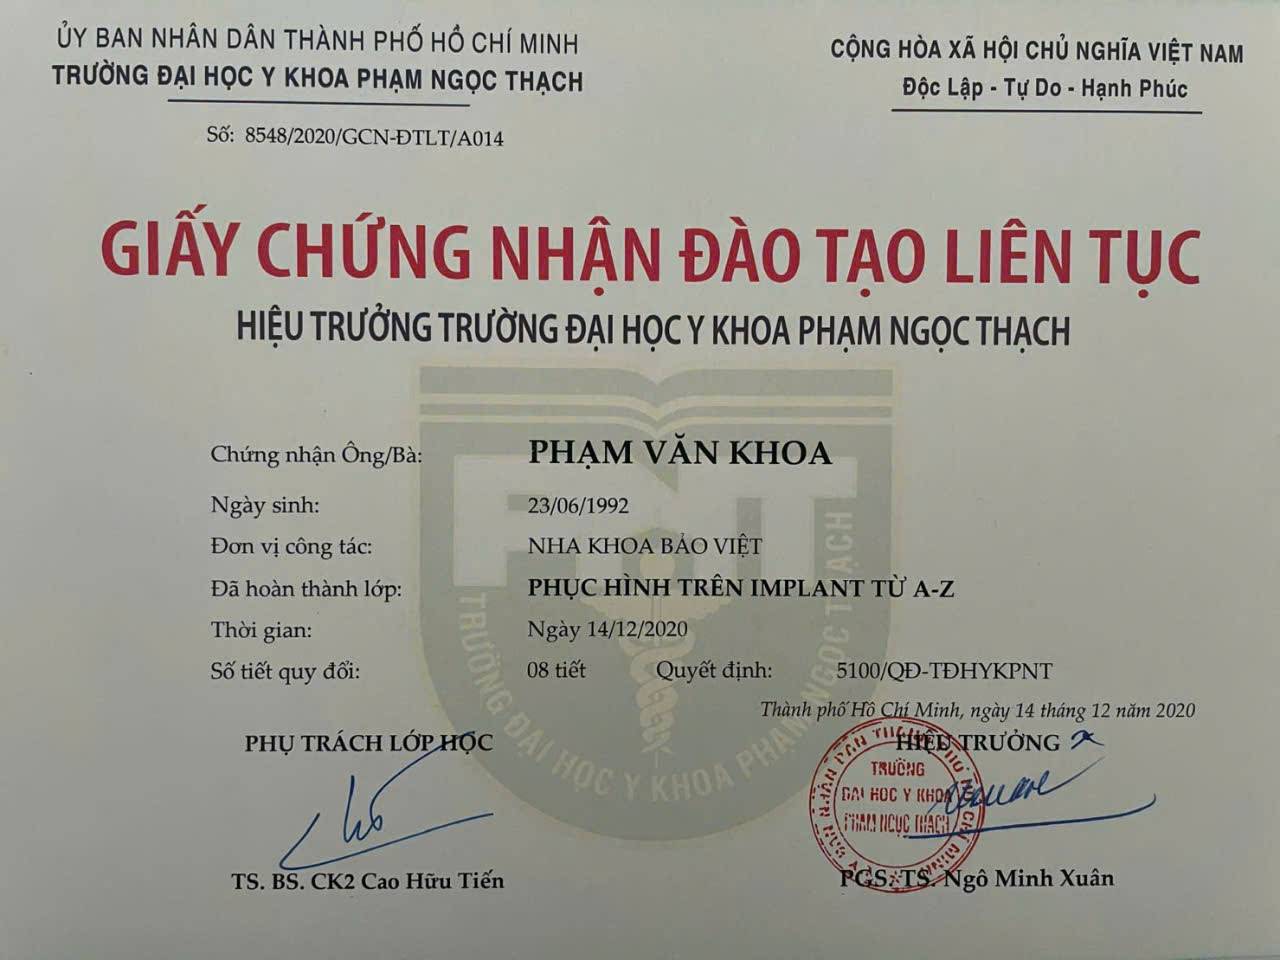 ỦY BAN NHÂN DÂN THÀNH PHỐ HỒ CHÍ MINH
TRƯỜNG ĐẠI HỌC Y KHOA PHẠM NGỌC THẠCH
Số: 8548/2020/GCN-ĐTLT/A014
CỘNG HÒA XÃ HỘI CHỦ NGHĨA VIỆT NAM
Độc Lập - Tự Do - Hạnh Phúc
GIẤY CHỨNG NHẬN ĐÀO TẠO LIÊN TỤC
HIỆU TRƯỞNG TRƯỜNG ĐẠI HỌC Y KHOA PHẠM NGỌC THẠCH
Chứng nhận Ông/Bà: PHẠM VĂN KHOA
Ngày sinh: 23/06/1992
Đơn vị công tác: NHA KHOA BẢO VIỆT
Đã hoàn thành lớp: PHỤC HÌNH TRÊN IMPLANT TỪ A-Z
Thời gian: Ngày 14/12/2020
Số tiết quy đổi: 08 tiết Quyết định: 5100/QĐ-TĐHYKPNT
Thành phố Hồ Chí Minh, ngày 14 tháng 12 năm 2020
PHỤ TRÁCH LỚP HỌC
TS. BS. CK2 Cao Hữu Tiến
HIỆU TRƯỞNG
TRƯỜNG
ĐẠI HỌC Y KHOA
PHẠM NGỌC THẠCH
PGS. TS. Ngô Minh Xuân
TRƯỜNG ĐẠI HỌC Y KHOA PHẠM NGỌC THẠCH